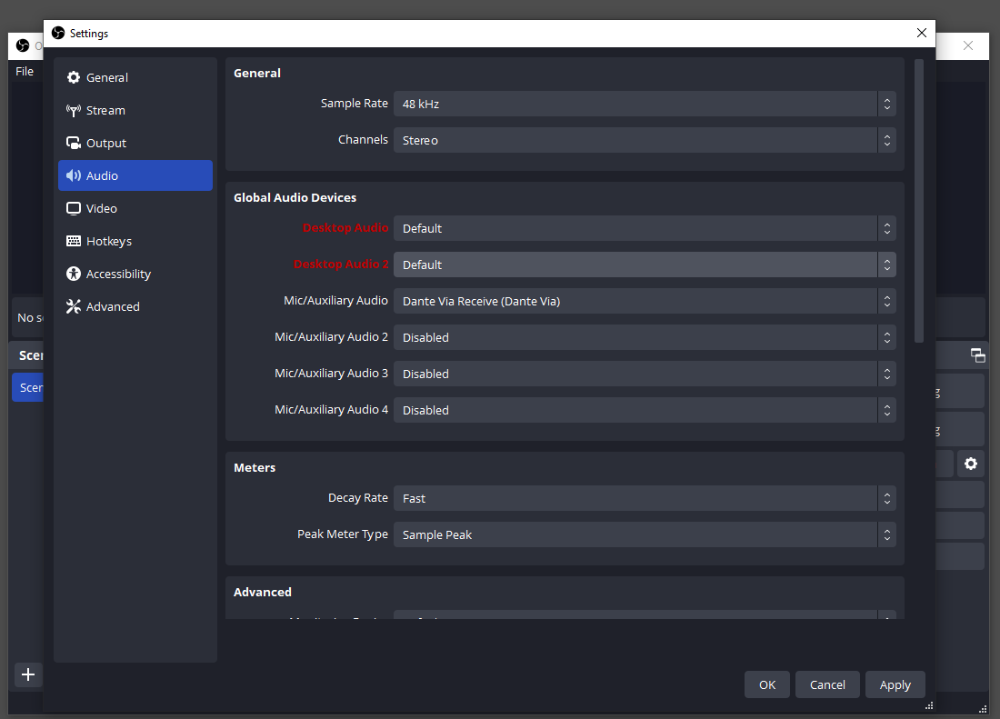 Settings
File
General
Stream
Output
Audio
Video
Hotkeys
Accessibility
Advanced
General
Sample Rate 48 kHz
Channels Stereo
Global Audio Devices
Desktop Audio Default
Desktop Audio 2 Default
Mic/Auxiliary Audio Dante Via Receive (Dante Via)
Mic/Auxiliary Audio 2 Disabled
Mic/Auxiliary Audio 3 Disabled
Mic/Auxiliary Audio 4 Disabled
Meters
Decay Rate Fast
Peak Meter Type Sample Peak
Advanced
No s
Scen
Scen
OK Cancel Apply